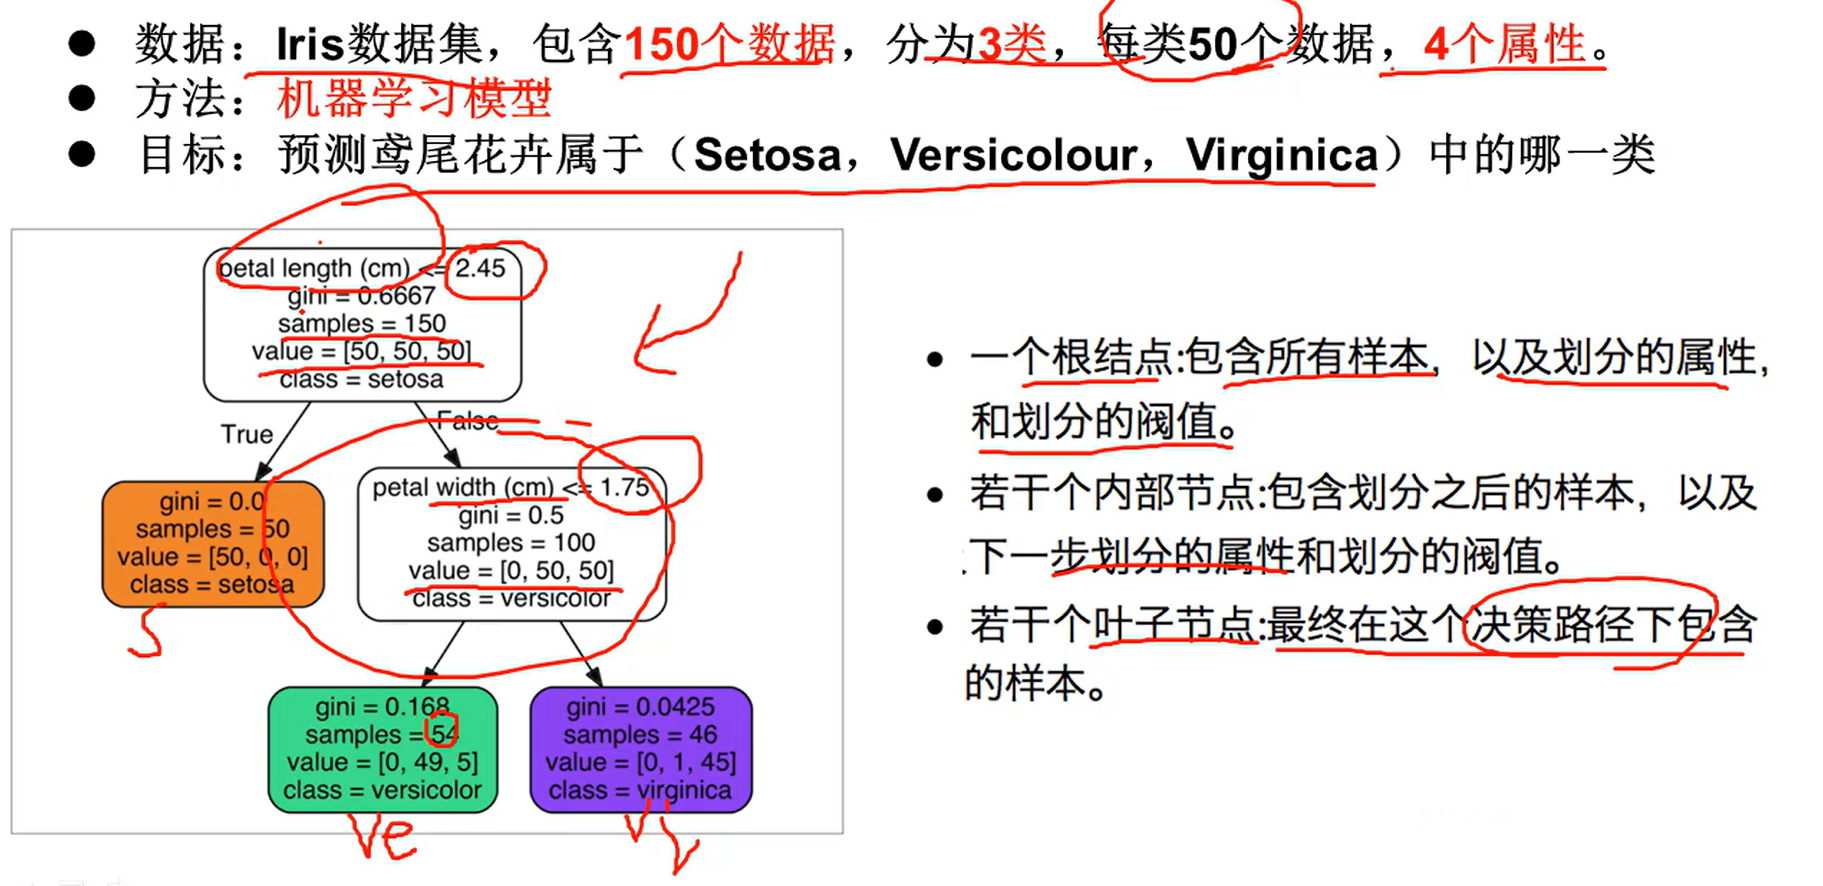 ● 数据：Iris数据集，包含150个数据，分为3类，每类50个数据，4个属性。
● 方法：机器学习模型
● 目标：预测鸢尾花卉属于（Setosa，Versicolour，Virginica）中的哪一类
petal length (cm) <= 2.45
gini = 0.6667
samples = 150
value = [50, 50, 50]
class = setosa
True
False
gini = 0.0
samples = 50
value = [50, 0, 0]
class = setosa
S
petal width (cm) <= 1.75
gini = 0.5
samples = 100
value = [0, 50, 50]
class = versicolor
gini = 0.168
samples = 54
value = [0, 49, 5]
class = versicolor
Ve
gini = 0.0425
samples = 46
value = [0, 1, 45]
class = virginica
● 一个根结点:包含所有样本，以及划分的属性，
和划分的阀值。
● 若干个内部节点:包含划分之后的样本，以及
下一步划分的属性和划分的阀值。
● 若干个叶子节点:最终在这个决策路径下包含
的样本。